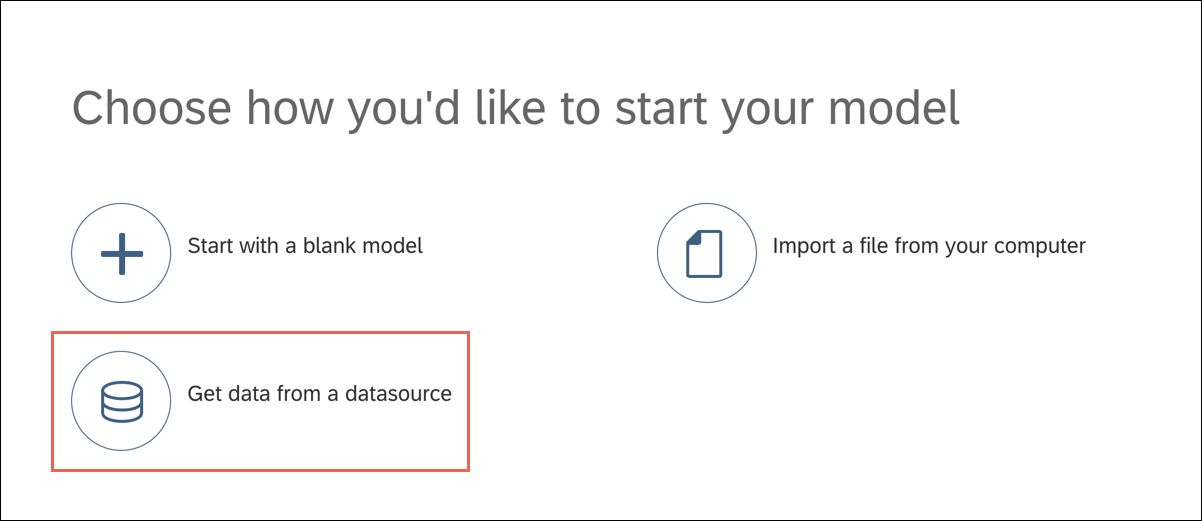 Choose how you'd like to start your model
Start with a blank model
Import a file from your computer
Get data from a datasource